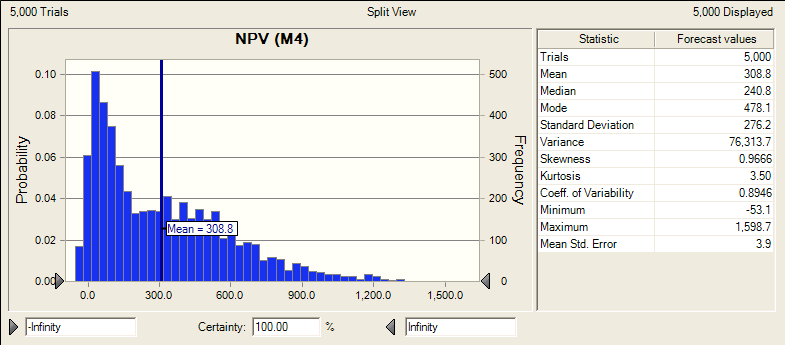 5,000 Trials Split View 5,000 Displayed
NPV (M4)
Probability
0.10
0.08
0.06
0.04
0.02
0.00
500
400
300
200
100
0
Frequency
Mean = 308.8
0.0 300.0 600.0 900.0 1,200.0 1,500.0
Statistic Forecast values
Trials 5,000
Mean 308.8
Median 240.8
Mode 478.1
Standard Deviation 276.2
Variance 76,313.7
Skewness 0.9666
Kurtosis 3.50
Coeff. of Variability 0.8946
Minimum -53.1
Maximum 1,598.7
Mean Std. Error 3.9
-Infinity Certainty: 100.00 % Infinity